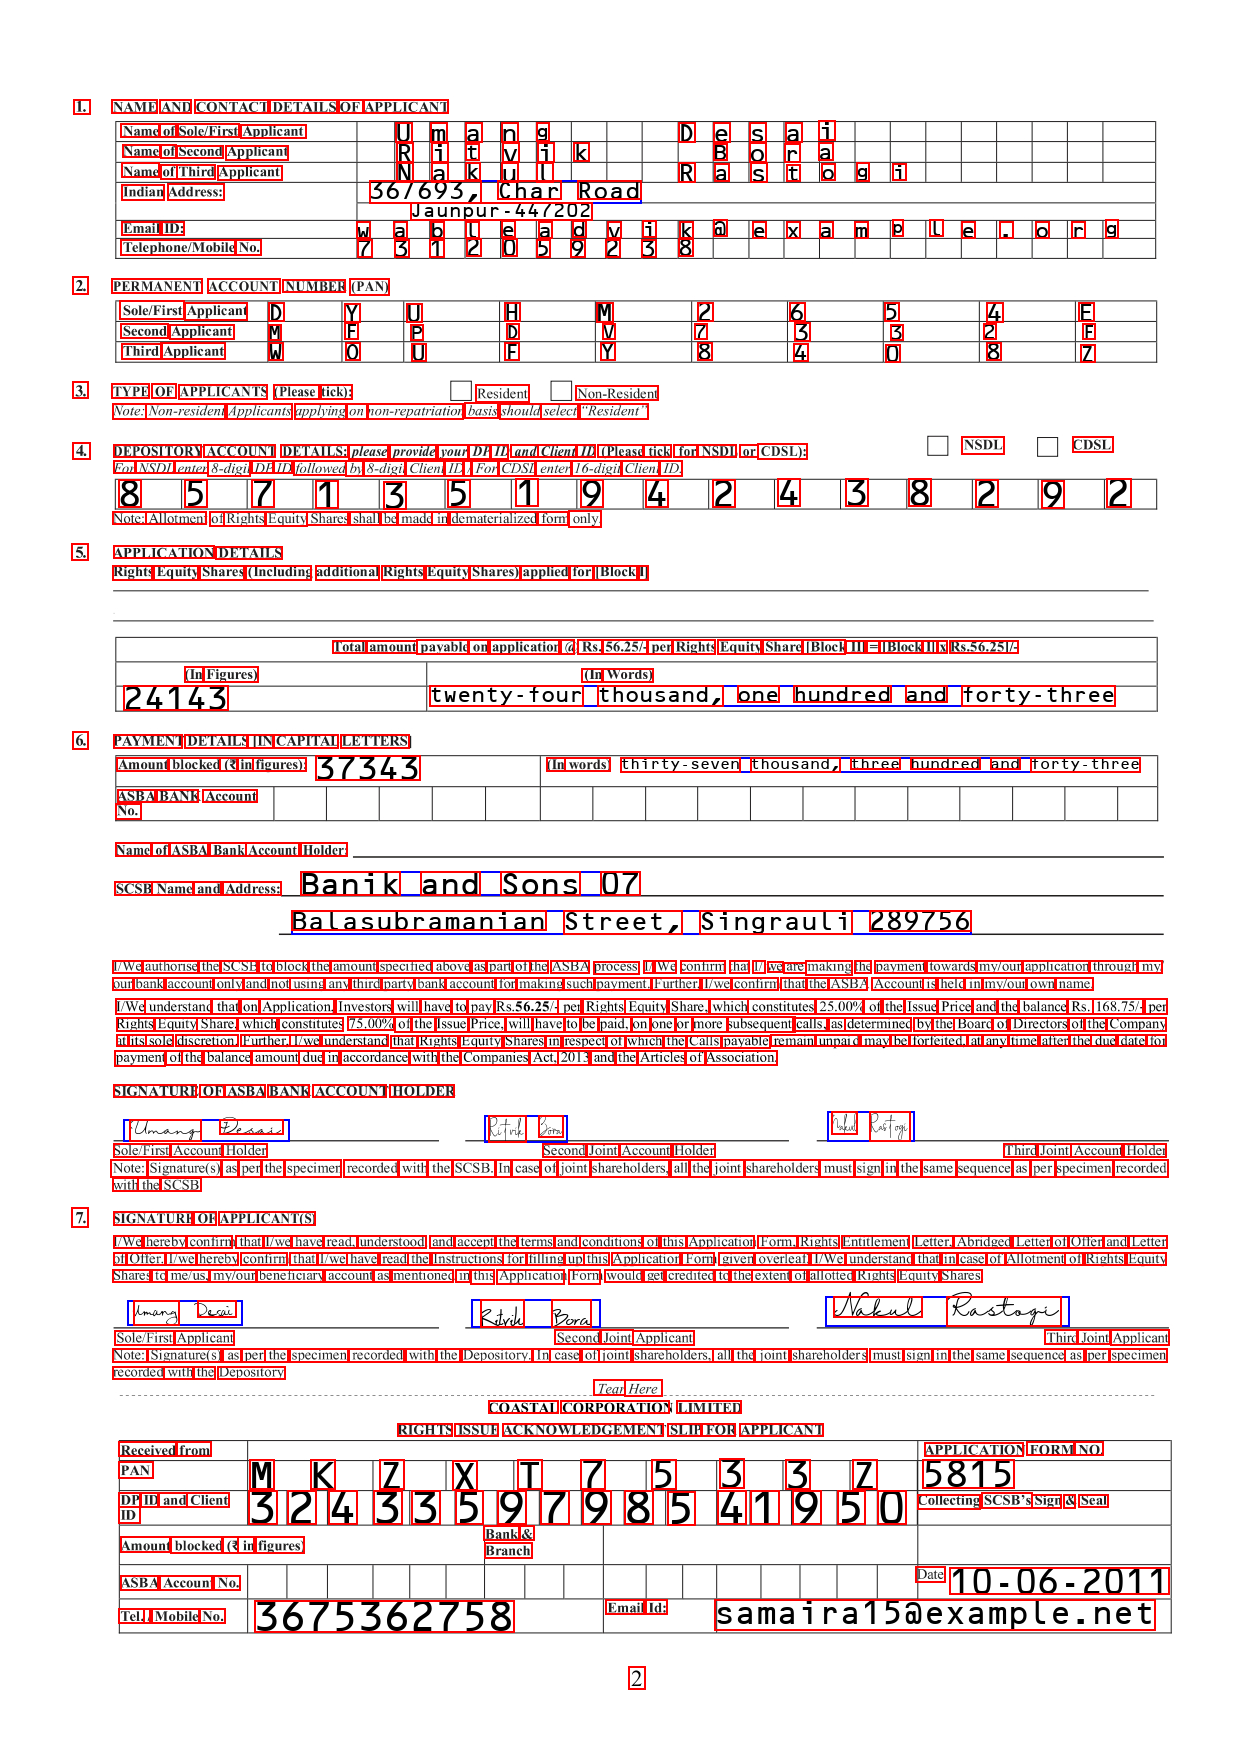 1. NAME AND CONTACT DETAILS OF APPLICANT
Name of Sole/First Applicant Umang Desai
Name of Second Applicant Ritvik Bora
Name of Third Applicant Nakul Rastogi
Indian Address: 367693, Char Road
Jaunpur-447202
Email ID: wableadvik@example.org
Telephone/Mobile No. 7312059238
2. PERMANENT ACCOUNT NUMBER (PAN)
Sole/First Applicant D Y U H M 2 6 5 4 E
Second Applicant M F P D V 7 3 3 2 F
Third Applicant W O U F Y 8 4 0 8 Z
3. TYPE OF APPLICANTS (Please tick): Resident Non-Resident
Note: Non-resident Applicants applying on non-repatriation basis should select "Resident"
4. DEPOSITORY ACCOUNT DETAILS: please provide your DP ID and Client ID (Please tick for NSDL or CDSL): NSDL CDSL
For NSDL enter 8-digit DP ID followed by 8-digit Client ID / For CDSL enter 16-digit Client ID.
8 5 7 1 3 5 1 9 4 2 4 3 8 2 9 2
Note: Allotment of Rights Equity Shares shall be made in dematerialized form only.
5. APPLICATION DETAILS
Rights Equity Shares (Including additional Rights Equity Shares) applied for [Block I]
Total amount payable on application @ Rs. 56.25/- per Rights Equity Share [Block II] = [Block I] x Rs.56.25]/-
(In Figures) (In Words)
24143 twenty-four thousand, one hundred and forty-three
6. PAYMENT DETAILS [IN CAPITAL LETTERS]
Amount blocked (₹ in figures): 37343 (In words) thirty-seven thousand, three hundred and forty-three
ASBA BANK Account
No.
Name of ASBA Bank Account Holder:
SCSB Name and Address: Banik and Sons 07
Balasubramanian Street, Singrauli 289756
I/We authorise the SCSB to block the amount specified above as part of the ASBA process. I/We confirm that I/ we are making the payment towards my/our application through my/
our bank account only and not using any third party bank account for making such payment. Further, I/we confirm that the ASBA Account is held in my/our own name.
I/We understand that on Application, Investors will have to pay Rs.56.25/- per Rights Equity Share, which constitutes 25.00% of the Issue Price and the balance Rs. 168.75/- per
Rights Equity Share, which constitutes 75.00% of the Issue Price, will have to be paid, on one or more subsequent calls, as determined by the Board of Directors of the Company
at its sole discretion. Further, I/we understand that Rights Equity Shares in respect of which the Calls payable remain unpaid may be forfeited, at any time after the due date for
payment of the balance amount due in accordance with the Companies Act, 2013 and the Articles of Association.
SIGNATURE OF ASBA BANK ACCOUNT HOLDER
Umang Desai Ritvik Bora Nakul Rastogi
Sole/First Account Holder Second Joint Account Holder Third Joint Account Holder
Note: Signature(s) as per the specimen recorded with the SCSB. In case of joint shareholders, all the joint shareholders must sign in the same sequence as per specimen recorded
with the SCSB
7. SIGNATURE OF APPLICANT(S)
I/We hereby confirm that I/we have read, understood and accept the terms and conditions of this Application Form, Rights Entitlement Letter, Abridged Letter of Offer and Letter
of Offer. I/we hereby confirm that I/we have read the Instructions for filling up this Application Form given overleaf. I/We understand that in case of Allotment of Rights Equity
Shares to me/us, my/our beneficiary account as mentioned in this Application Form would get credited to the extent of allotted Rights Equity Shares
Umang Desai Ritvik Bora Nakul Rastogi
Sole/First Applicant Second Joint Applicant Third Joint Applicant
Note: Signature(s) as per the specimen recorded with the Depository. In case of joint shareholders, all the joint shareholders must sign in the same sequence as per specimen
recorded with the Depository
Tear Here
COASTAL CORPORATION LIMITED
RIGHTS ISSUE ACKNOWLEDGEMENT SLIP FOR APPLICANT
Received from APPLICATION FORM NO.
PAN M K Z X T 7 5 3 3 Z 5815
DP ID and Client
ID 3 2 4 3 3 5 9 7 9 8 5 4 1 9 5 0 Collecting SCSB's Sign & Seal
Amount blocked (₹ in figures) Bank &
Branch
ASBA Account No. Date 10-06-2011
Tel., Mobile No. 3675362758 Email Id: samaira15@example.net
2